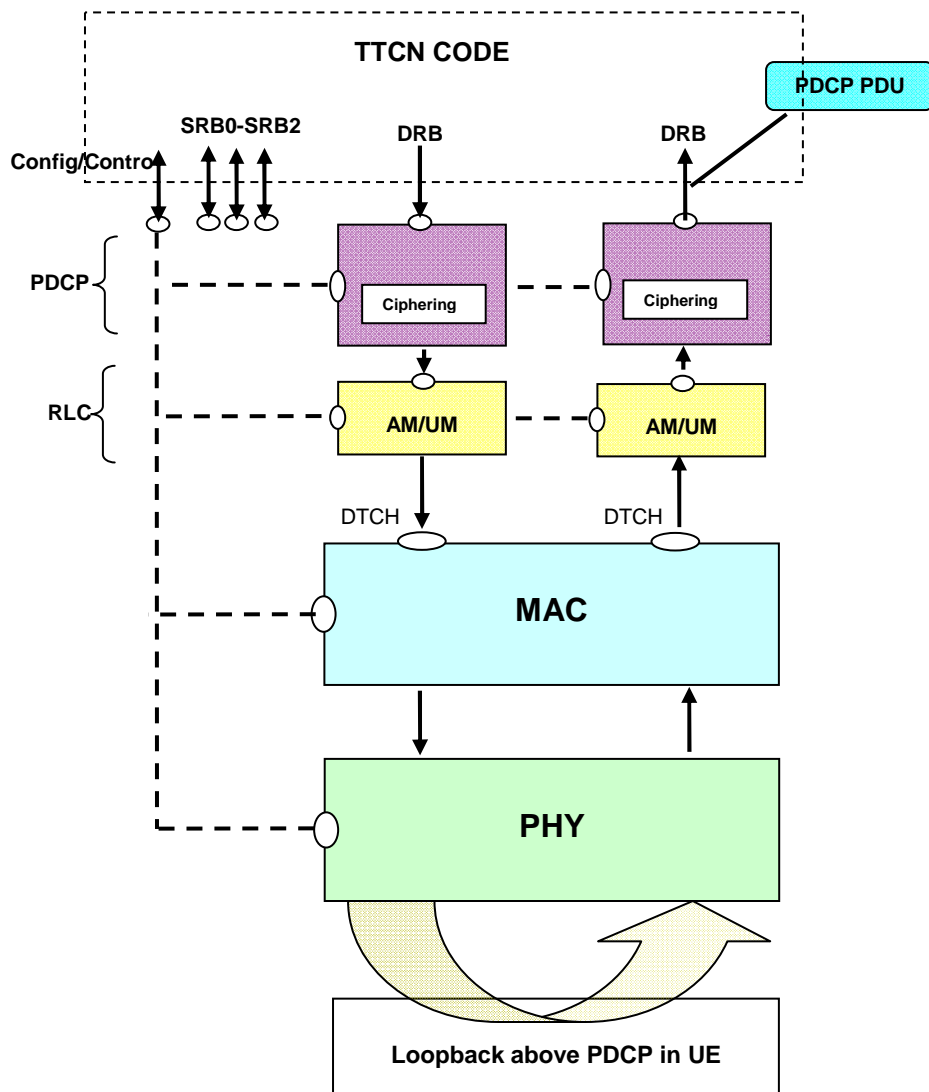 TTCN CODE
PDCP PDU
SRB0-SRB2
DRB
DRB
Config/Contro
PDCP
Ciphering
Ciphering
RLC
AM/UM
AM/UM
DTCH
DTCH
MAC
PHY
Loopback above PDCP in UE